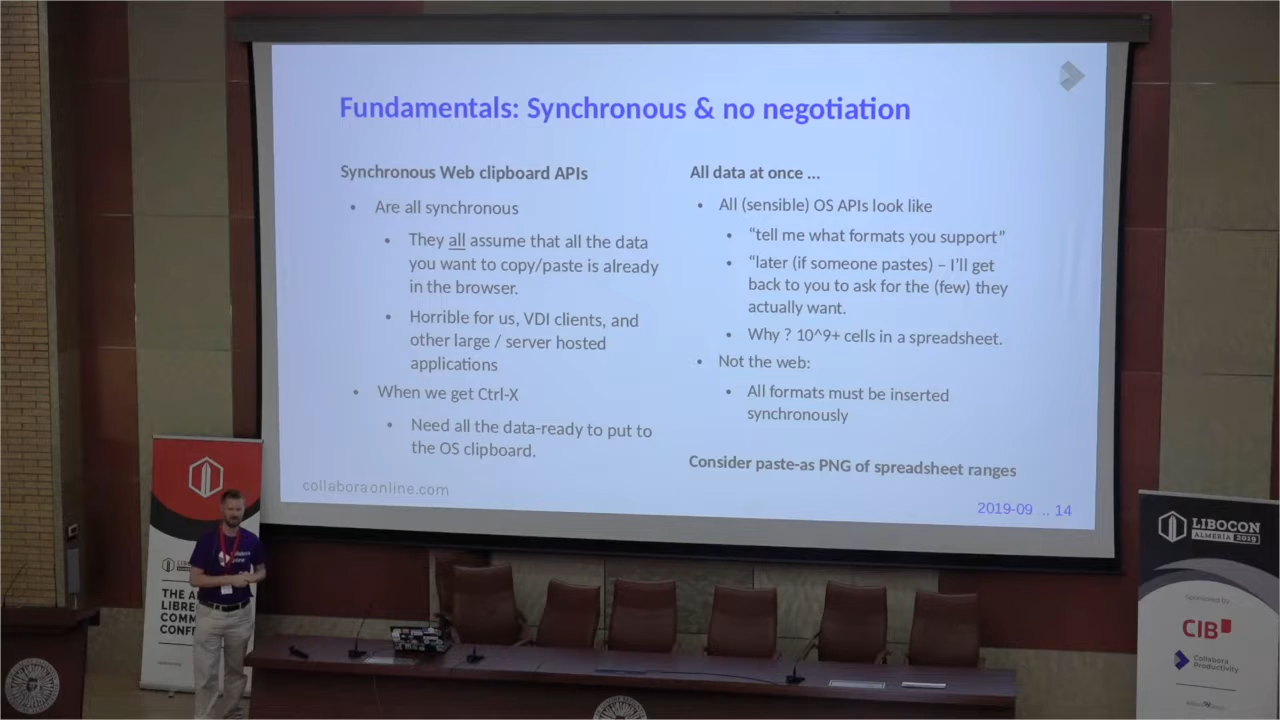 Fundamentals: Synchronous & no negotiation
Synchronous Web clipboard APIs
• Are all synchronous
• They all assume that all the data
you want to copy/paste is already
in the browser.
• Horrible for us, VDI clients, and
other large / server hosted
applications
• When we get Ctrl-X
• Need all the data-ready to put to
the OS clipboard.
All data at once ...
• All (sensible) OS APIs look like
• “tell me what formats you support”
• “later (if someone pastes) – I’ll get
back to you to ask for the (few) they
actually want.
• Why ? 10^9+ cells in a spreadsheet.
• Not the web:
• All formats must be inserted
synchronously
Consider paste-as PNG of spreadsheet ranges
collaboraonline.com
2019-09 .. 14
THE
LIBRE
COMM
CONF
Collabora
Online
LIBOCON
ALMERÍA 2019
Sponsored by
CIB
Collabora
Productivity